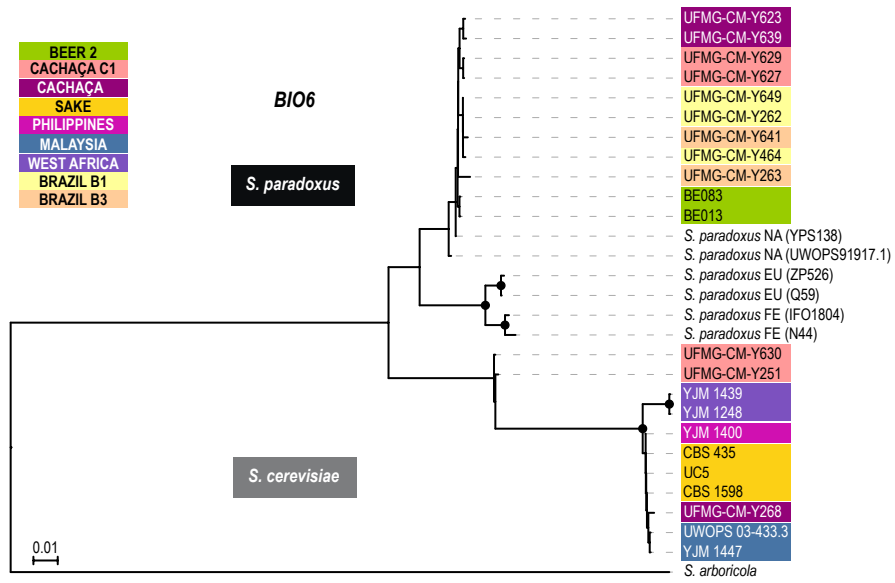 BEER 2
CACHAÇA C1
CACHAÇA
SAKE
PHILIPPINES
MALAYSIA
WEST AFRICA
BRAZIL B1
BRAZIL B3
BIO6
S. paradoxus
S. cerevisiae
0.01
UFMG-CM-Y623
UFMG-CM-Y639
UFMG-CM-Y629
UFMG-CM-Y627
UFMG-CM-Y649
UFMG-CM-Y262
UFMG-CM-Y641
UFMG-CM-Y464
UFMG-CM-Y263
BE083
BE013
S. paradoxus NA (YPS138)
S. paradoxus NA (UWOPS91917.1)
S. paradoxus EU (ZP526)
S. paradoxus EU (Q59)
S. paradoxus FE (IFO1804)
S. paradoxus FE (N44)
UFMG-CM-Y630
UFMG-CM-Y251
YJM 1439
YJM 1248
YJM 1400
CBS 435
UC5
CBS 1598
UFMG-CM-Y268
UWOPS 03-433.3
YJM 1447
S. arboricola